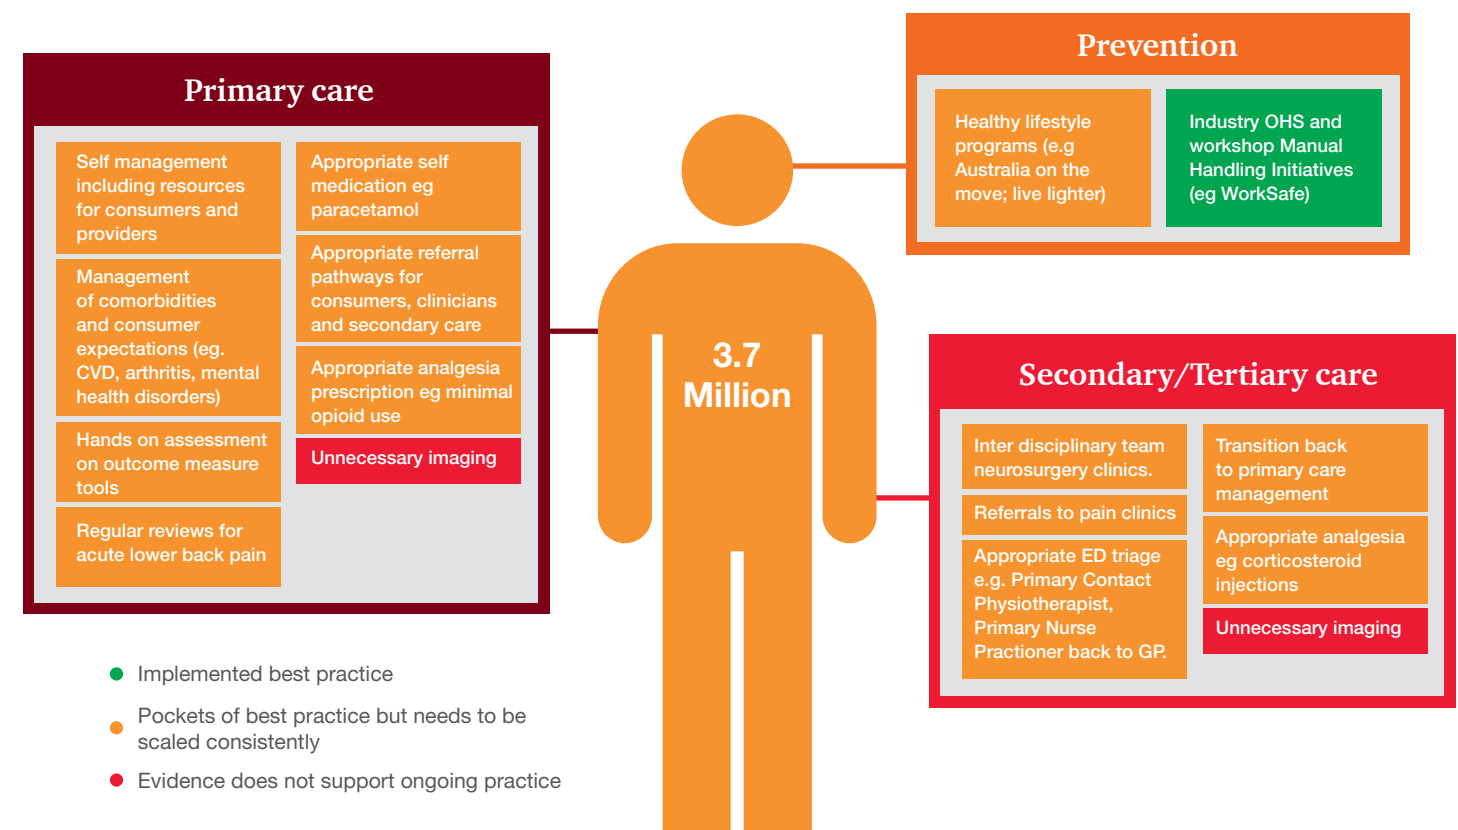 Primary care
Self management
including resources
for consumers and
providers
Management
of comorbidities
and consumer
expectations (eg.
CVD, arthritis, mental
health disorders)
Hands on assessment
on outcome measure
tools
Regular reviews for
acute lower back pain
Appropriate self
medication eg
paracetamol
Appropriate referral
pathways for
consumers, clinicians
and secondary care
Appropriate analgesia
prescription eg minimal
opioid use
Unnecessary imaging
3.7
Million
Prevention
Healthy lifestyle
programs (e.g
Australia on the
move; live lighter)
Industry OHS and
workshop Manual
Handling Initiatives
(eg WorkSafe)
Secondary/Tertiary care
Inter disciplinary team
neurosurgery clinics.
Referrals to pain clinics
Appropriate ED triage
e.g. Primary Contact
Physiotherapist,
Primary Nurse
Practioner back to GP.
Transition back
to primary care
management
Appropriate analgesia
eg corticosteroid
injections
Unnecessary imaging
Implemented best practice
Pockets of best practice but needs to be
scaled consistently
Evidence does not support ongoing practice